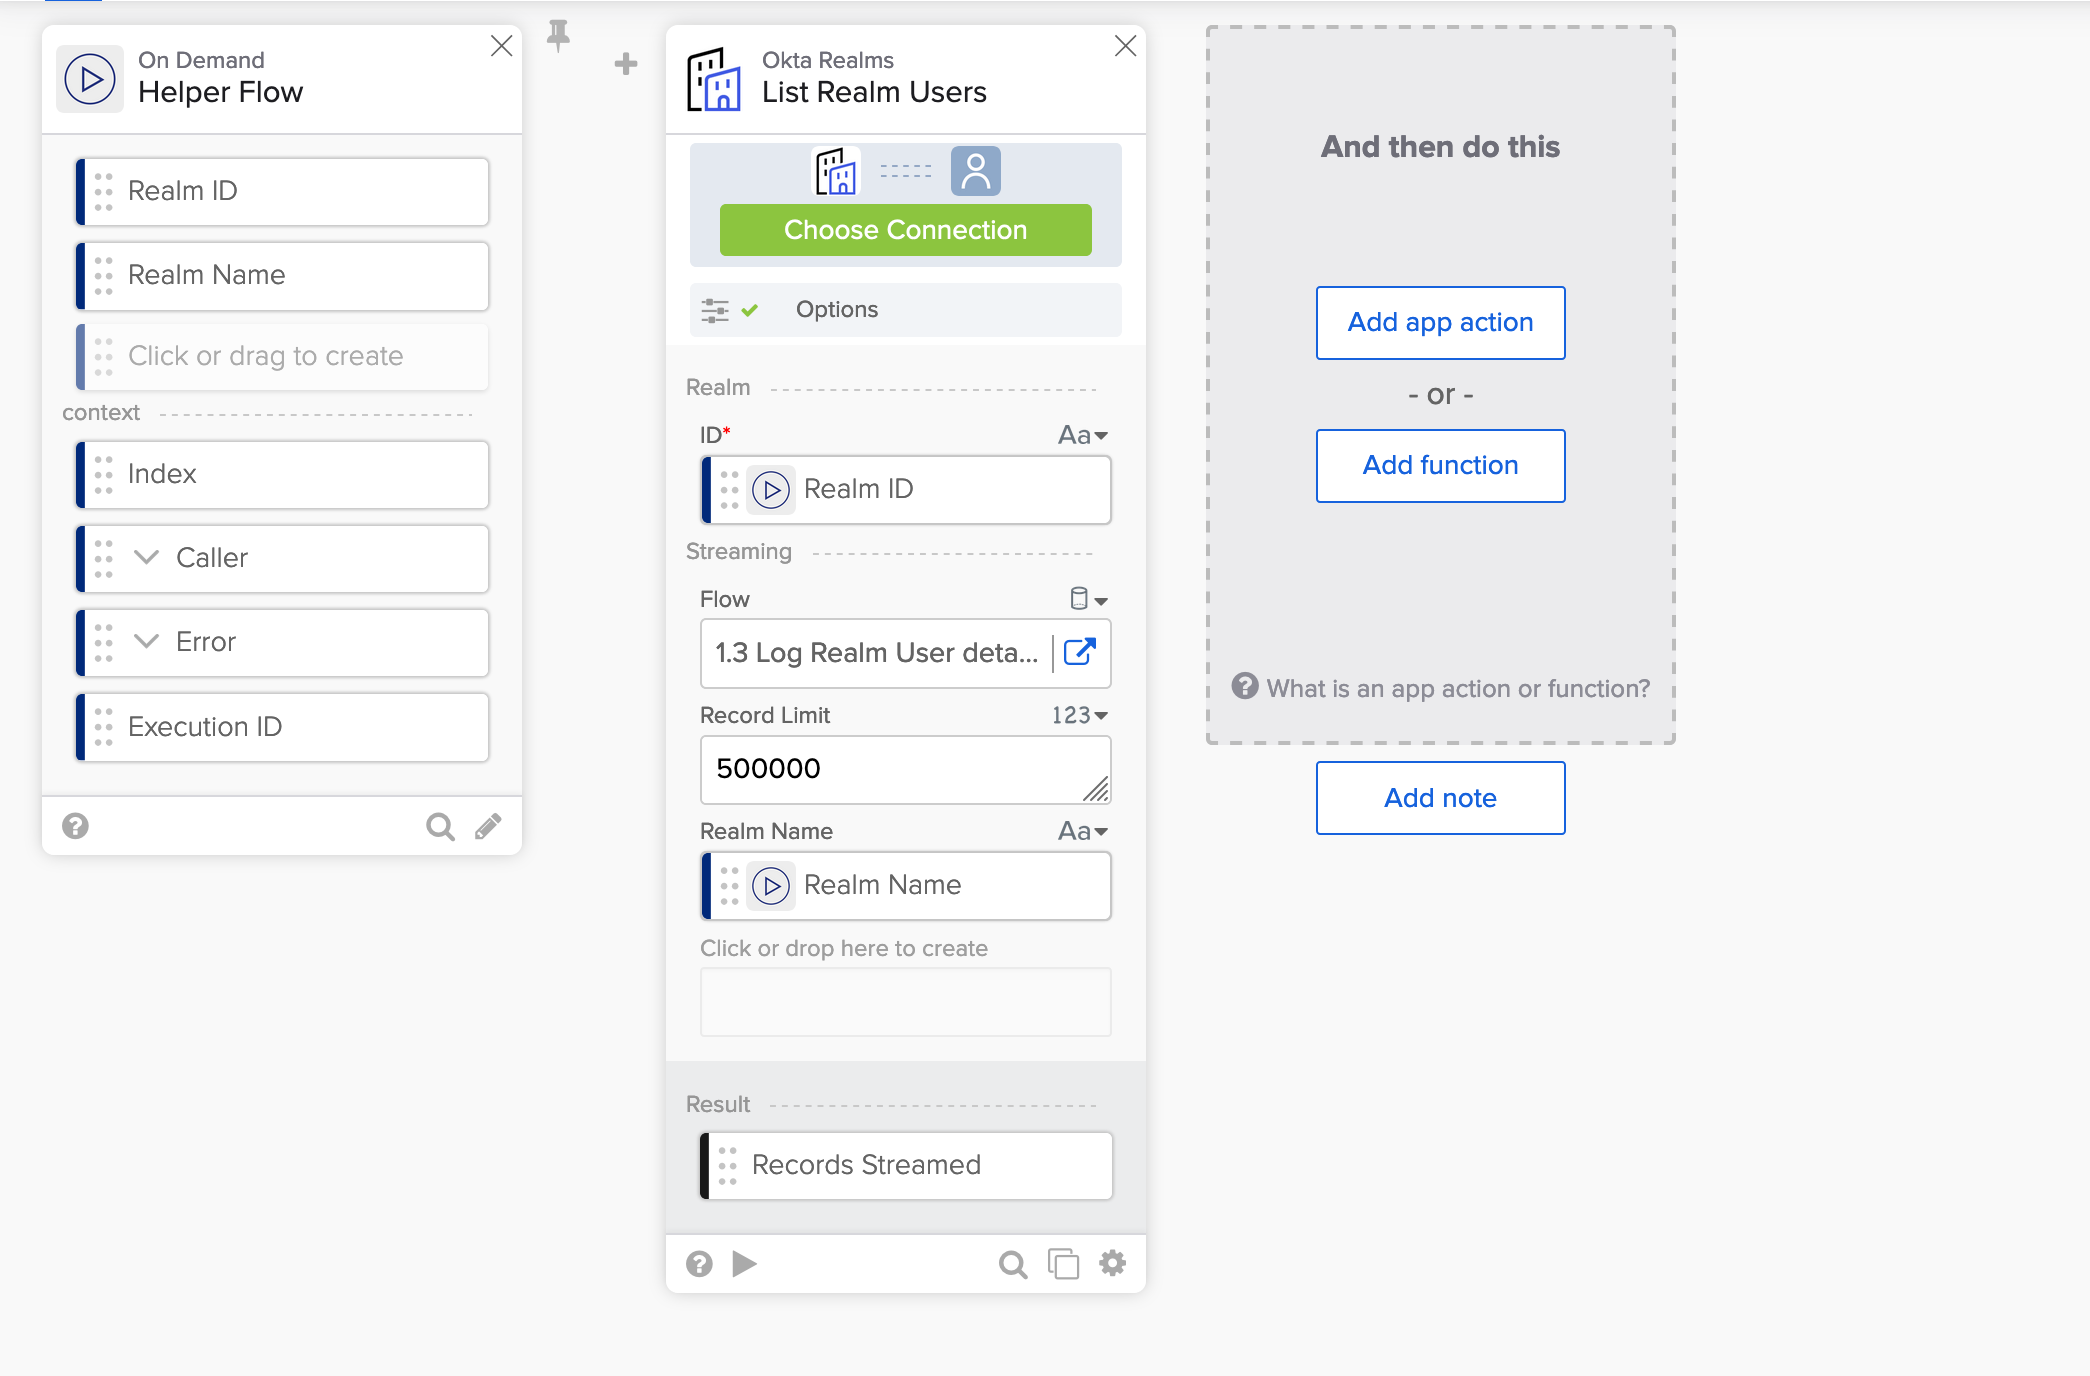 On Demand
Helper Flow
Realm ID
Realm Name
Click or drag to create
context
Index
Caller
Error
Execution ID
Okta Realms
List Realm Users
Choose Connection
Options
Realm
ID*
Aa
Realm ID
Streaming
Flow
1.3 Log Realm User deta...
Record Limit
123
500000
Realm Name
Aa
Realm Name
Click or drop here to create
Result
Records Streamed
And then do this
Add app action
- or -
Add function
What is an app action or function?
Add note